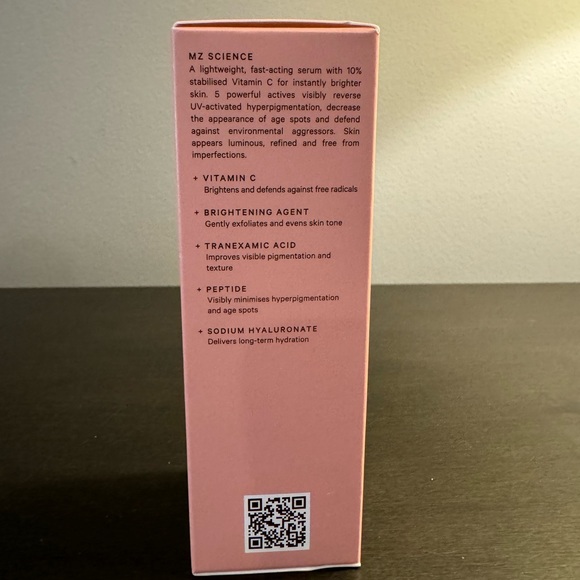 MZ SCIENCE
A lightweight, fast-acting serum with 10%
stabilised Vitamin C for instantly brighter
skin. 5 powerful actives visibly reverse
UV-activated hyperpigmentation, decrease
the appearance of age spots and defend
against environmental aggressors. Skin
appears luminous, refined and free from
imperfections.
+ VITAMIN C
Brightens and defends against free radicals
+ BRIGHTENING AGENT
Gently exfoliates and evens skin tone
+ TRANEXAMIC ACID
Improves visible pigmentation and
texture
+ PEPTIDE
Visibly minimises hyperpigmentation
and age spots
+ SODIUM HYALURONATE
Delivers long-term hydration